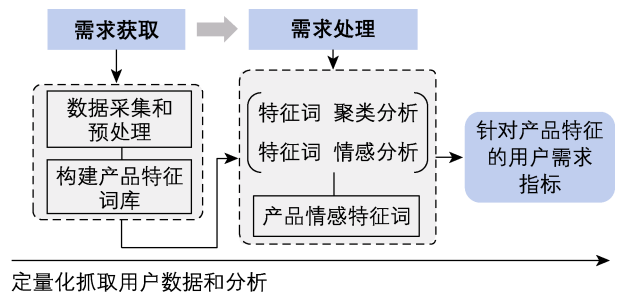 需求获取
需求处理
数据采集和
预处理
构建产品特征
词库
特征词 聚类分析
特征词 情感分析
产品情感特征词
针对产品特征
的用户需求
指标
定量化抓取用户数据和分析